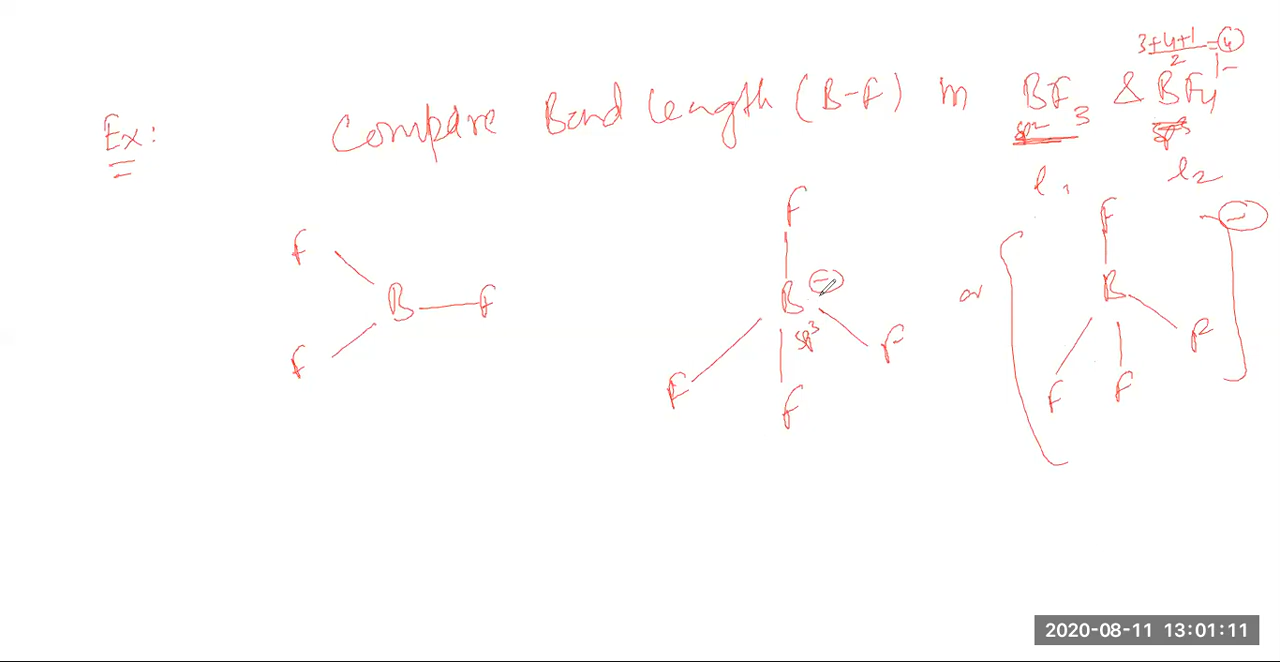 3+4+1 = 4
2
Ex: Compare Bond length (B-F) in BF3 & BF4 1-
sp2 sp3
l1 l2
F F F
F B F B - or B -
sp3
F F F F F F F
2020-08-11 13:01:11